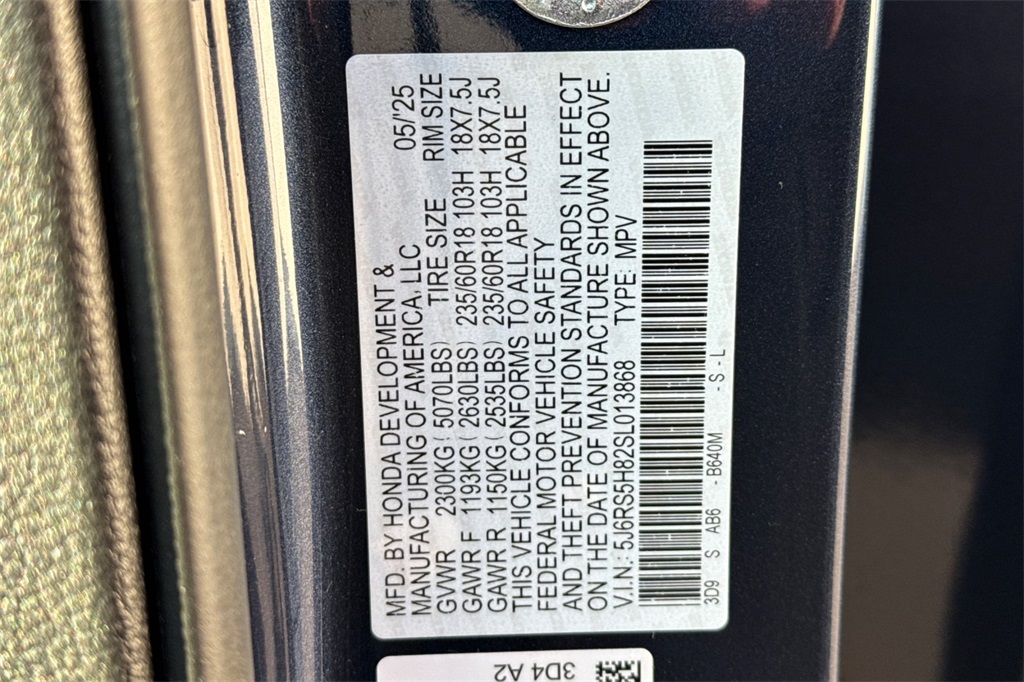 MFD. BY HONDA DEVELOPMENT & 05/'25
MANUFACTURING OF AMERICA, LLC RIM SIZE
GVWR 2300KG ( 5070LBS) TIRE SIZE
GAWR F 1193KG ( 2630LBS) 235/60R18 103H 18X7.5J
GAWR R 1150KG ( 2535LBS) 235/60R18 103H 18X7.5J
THIS VEHICLE CONFORMS TO ALL APPLICABLE
FEDERAL MOTOR VEHICLE SAFETY
AND THEFT PREVENTION STANDARDS IN EFFECT
ON THE DATE OF MANUFACTURE SHOWN ABOVE.
V.I.N.: 5J6RS5H82SL013868 TYPE: MPV
3D9 S AB6 -B640M -S -L
3D4 A2